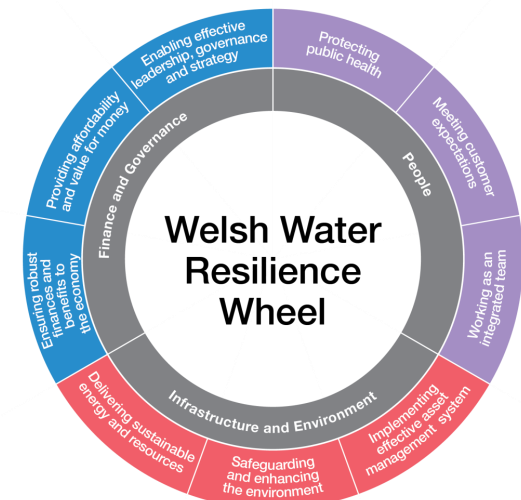 Welsh Water
Resilience
Wheel
People
Protecting
public health
Meeting customer
expectations
Working as an
integrated team
Infrastructure and Environment
Implementing
effective asset
management system
Safeguarding
and enhancing
the environment
Delivering sustainable
energy and resources
Finance and Governance
Ensuring robust
finances and
benefits to
the economy
Providing affordability
and value for money
Enabling effective
leadership, governance
and strategy